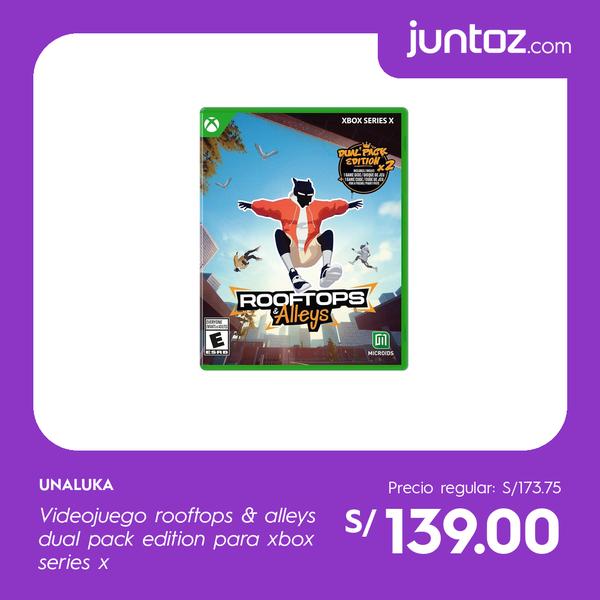 juntoz.com
XBOX SERIES X
DUAL PACK
EDITION
x2
ROOFTOPS
& Alleys
EVERYONE
E
ESRB
MICROIDS
UNALUKA
Precio regular: S/173.75
Videojuego rooftops & alleys
dual pack edition para xbox
series x
S/139.00